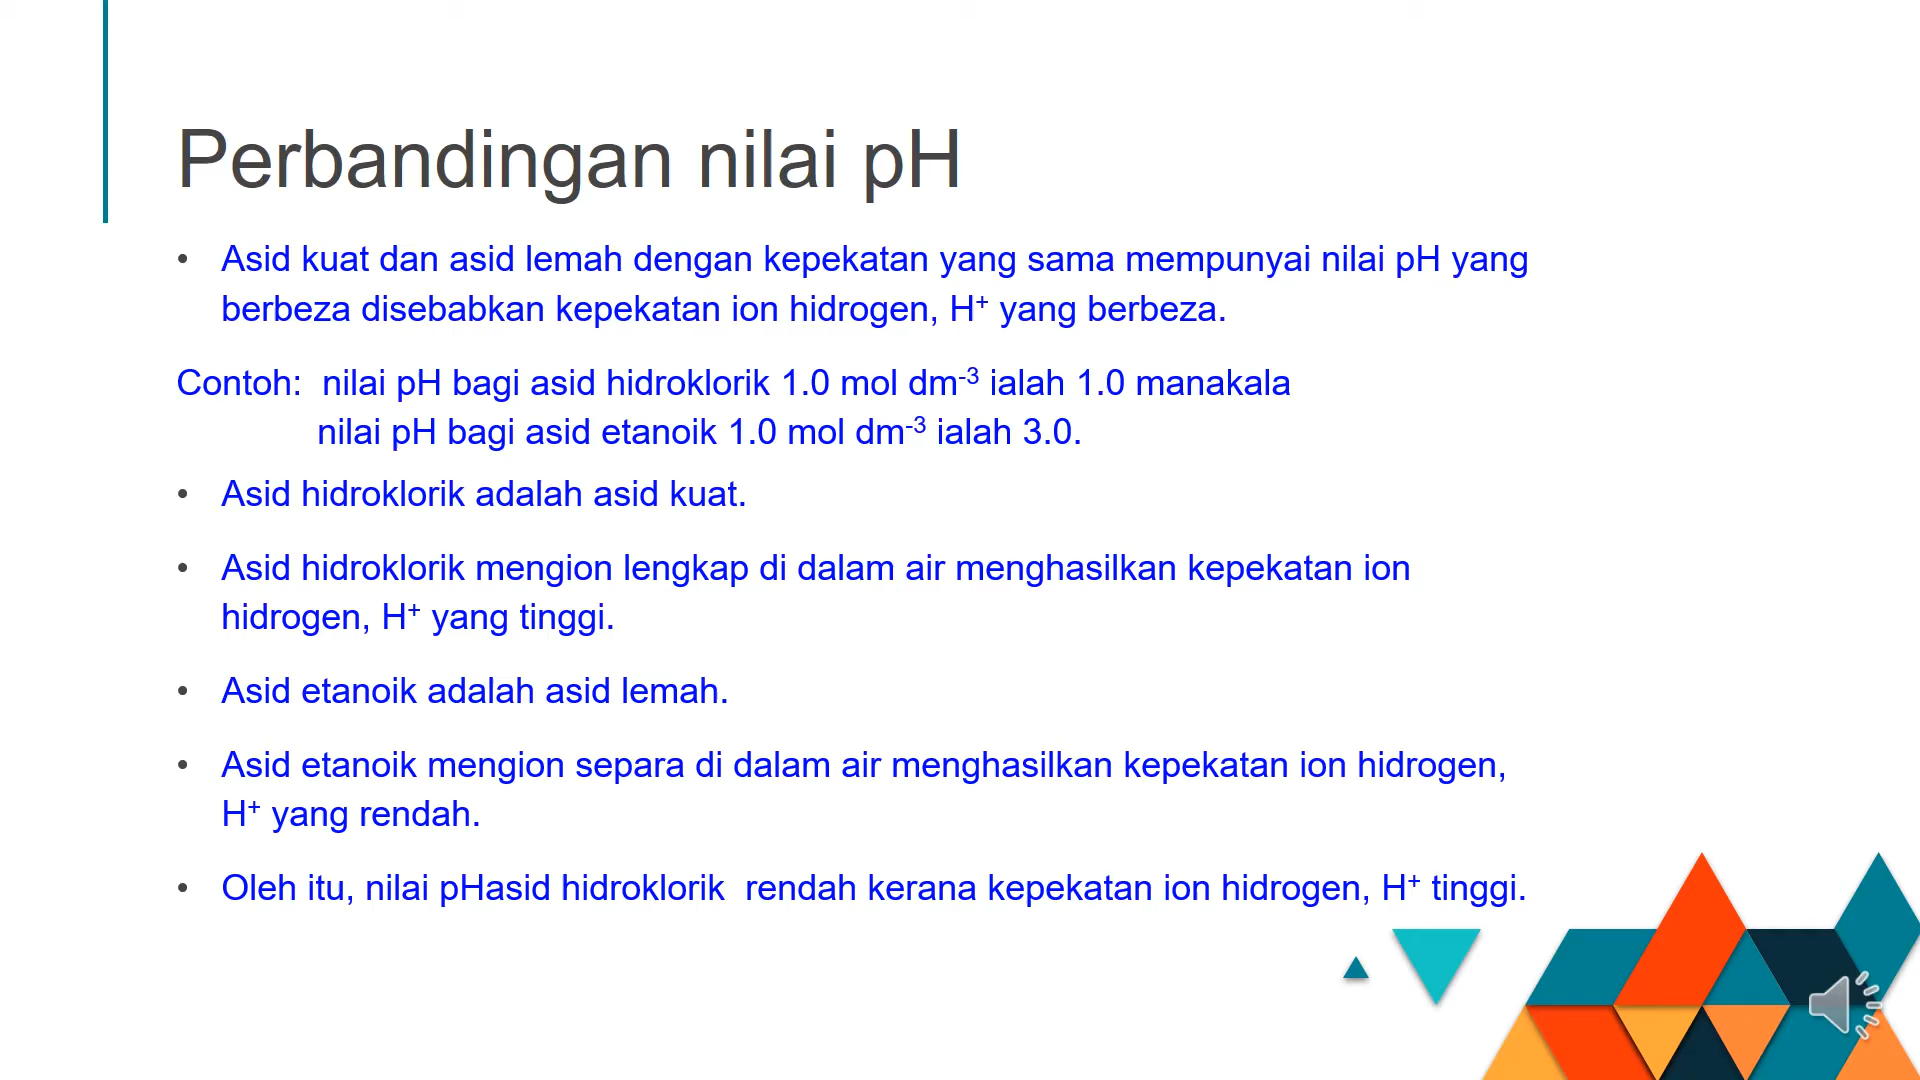 Perbandingan nilai pH
• Asid kuat dan asid lemah dengan kepekatan yang sama mempunyai nilai pH yang
berbeza disebabkan kepekatan ion hidrogen, H⁺ yang berbeza.
Contoh:  nilai pH bagi asid hidroklorik 1.0 mol dm⁻³ ialah 1.0 manakala
nilai pH bagi asid etanoik 1.0 mol dm⁻³ ialah 3.0.
• Asid hidroklorik adalah asid kuat.
• Asid hidroklorik mengion lengkap di dalam air menghasilkan kepekatan ion
hidrogen, H⁺ yang tinggi.
• Asid etanoik adalah asid lemah.
• Asid etanoik mengion separa di dalam air menghasilkan kepekatan ion hidrogen,
H⁺ yang rendah.
• Oleh itu, nilai pHasid hidroklorik  rendah kerana kepekatan ion hidrogen, H⁺ tinggi.